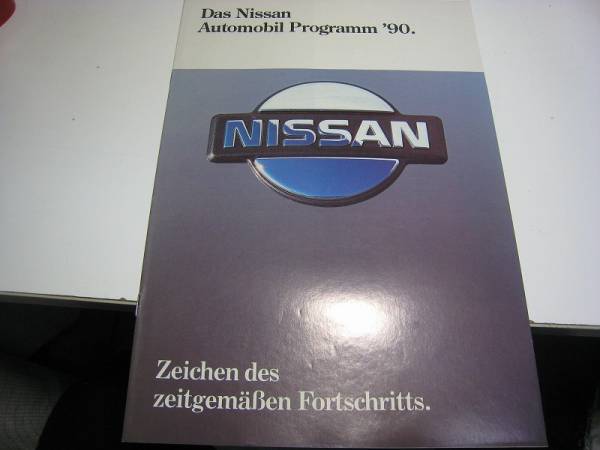 Das Nissan
Automobil Programm '90.
NISSAN
Zeichen des
zeitgemäßen Fortschritts.